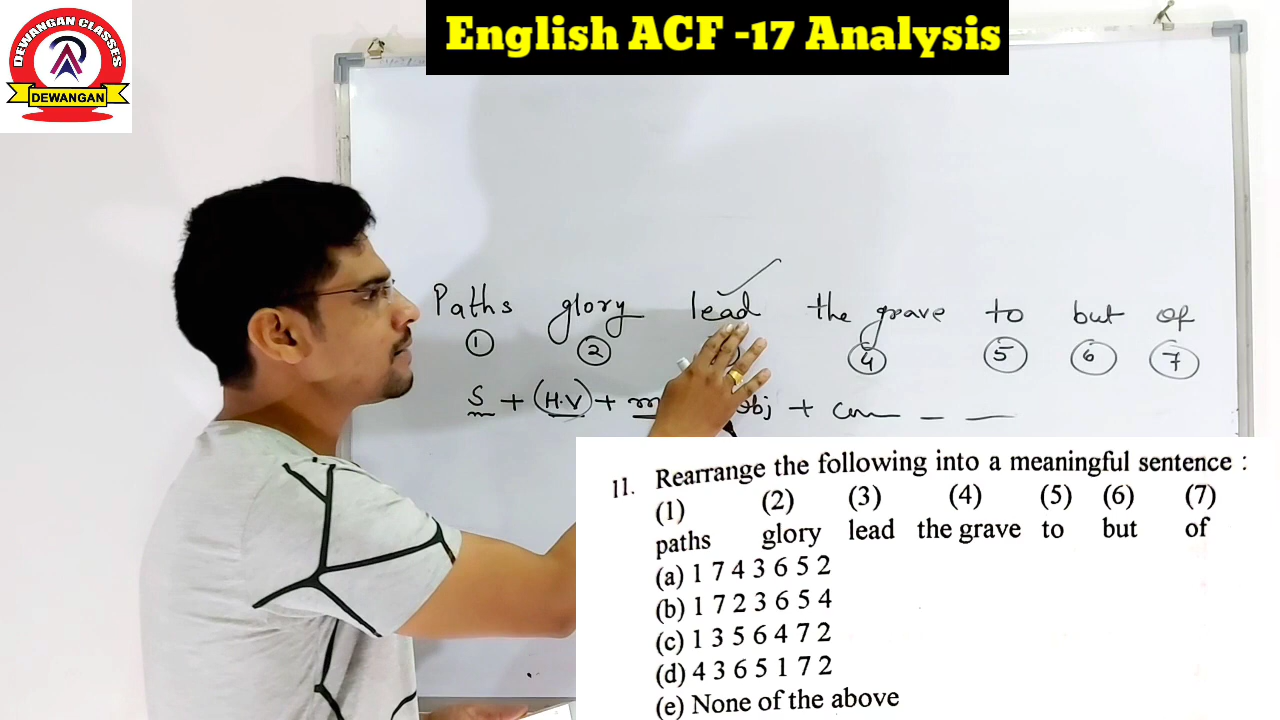 DEWANGAN CLASSES
DEWANGAN
English ACF -17 Analysis
Paths glory lead the grave to but of
1 2 4 5 6 7
S + (H.V) + obj + com
11. Rearrange the following into a meaningful sentence :
(1) (2) (3) (4) (5) (6) (7)
paths glory lead the grave to but of
(a) 1 7 4 3 6 5 2
(b) 1 7 2 3 6 5 4
(c) 1 3 5 6 4 7 2
(d) 4 3 6 5 1 7 2
(e) None of the above